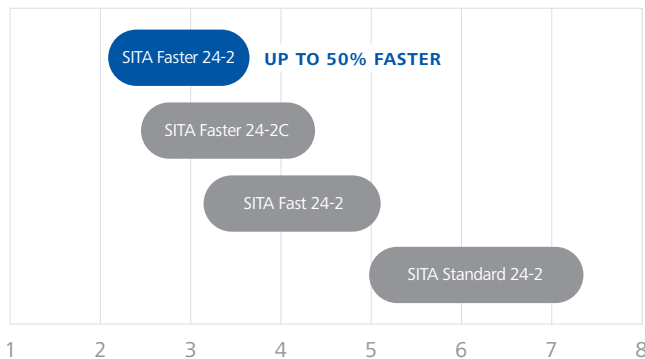 SITA Faster 24-2
UP TO 50% FASTER
SITA Faster 24-2C
SITA Fast 24-2
SITA Standard 24-2
1 2 3 4 5 6 7 8